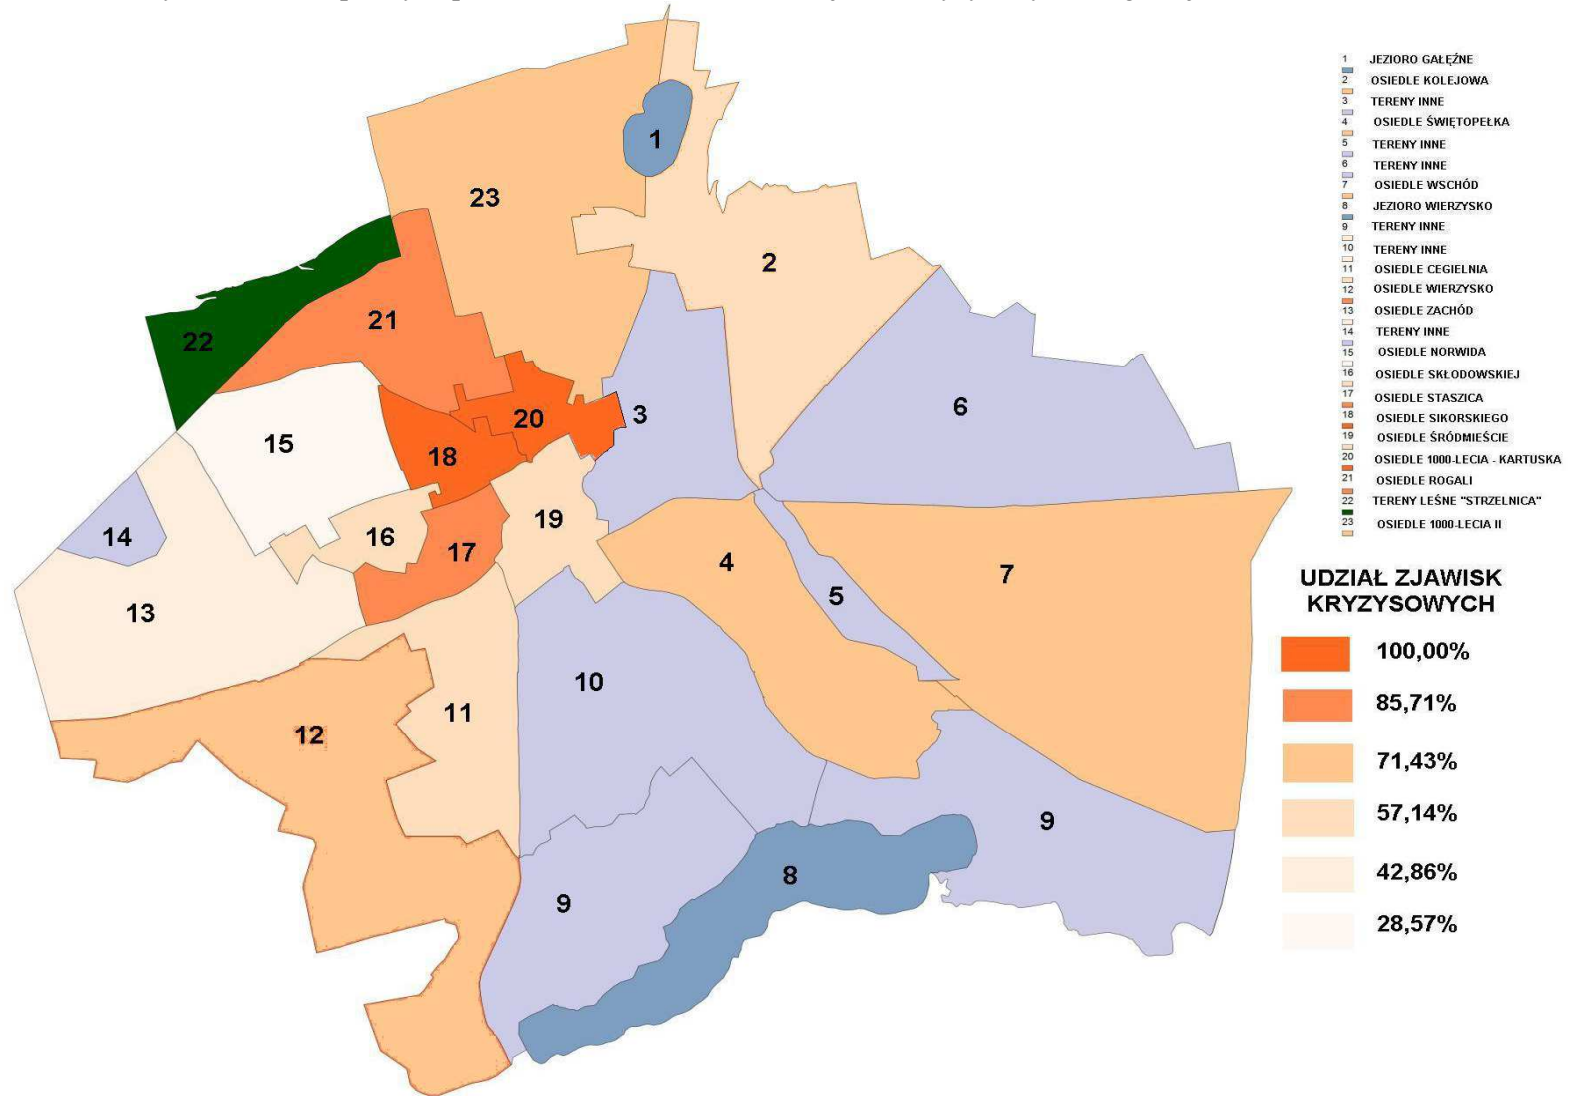 1 JEZIORO GAŁĘŹNE
2 OSIEDLE KOLEJOWA
3 TERENY INNE
4 OSIEDLE ŚWIĘTOPEŁKA
5 TERENY INNE
6 TERENY INNE
7 OSIEDLE WSCHÓD
8 JEZIORO WIERZYSKO
9 TERENY INNE
10 TERENY INNE
11 OSIEDLE CEGIELNIA
12 OSIEDLE WIERZYSKO
13 OSIEDLE ZACHÓD
14 TERENY INNE
15 OSIEDLE NORWIDA
16 OSIEDLE SKŁODOWSKIEJ
17 OSIEDLE STASZICA
18 OSIEDLE SIKORSKIEGO
19 OSIEDLE ŚRÓDMIEŚCIE
20 OSIEDLE 1000-LECIA - KARTUSKA
21 OSIEDLE ROGALI
22 TERENY LEŚNE "STRZELNICA"
23 OSIEDLE 1000-LECIA II
UDZIAŁ ZJAWISK
KRYZYSOWYCH
100,00%
85,71%
71,43%
57,14%
42,86%
28,57%
1
23
2
21
22
6
3
20
15
18
19
14
16
17
4
7
5
13
10
11
12
9
8
9